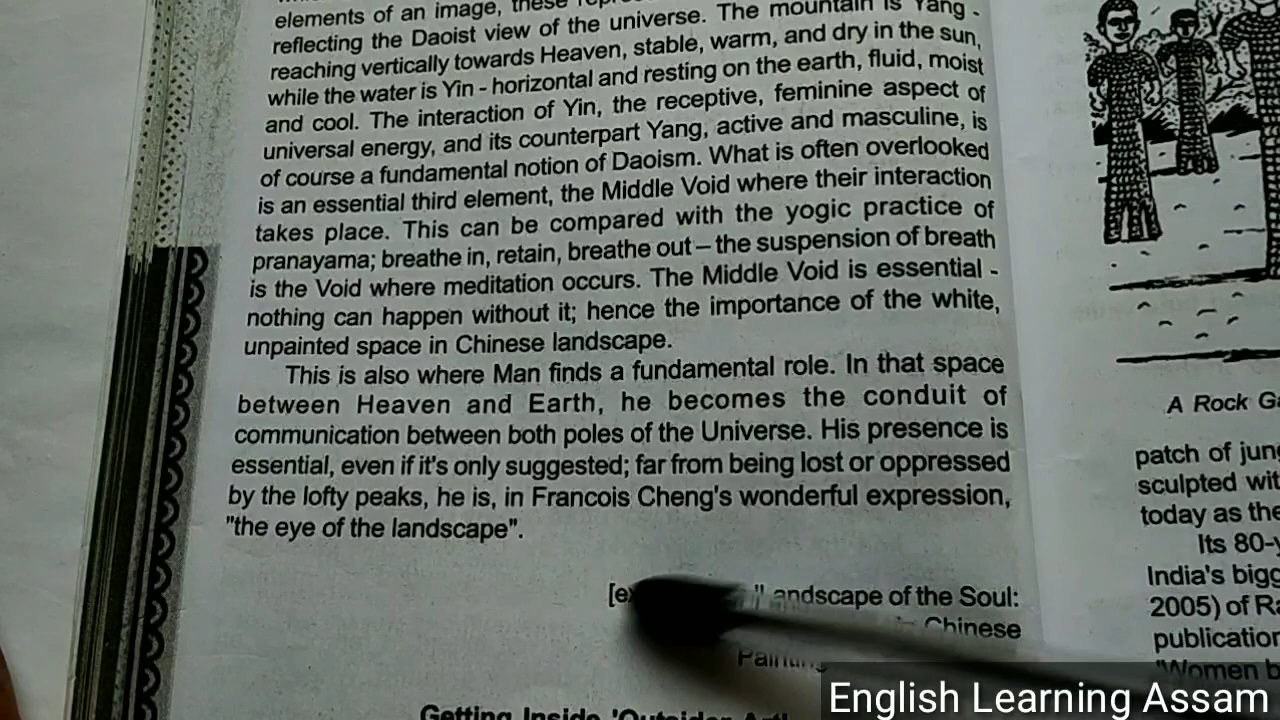 elements of an image, these
reflecting the Daoist view of the universe. The mountain is Yang -
reaching vertically towards Heaven, stable, warm, and dry in the sun,
while the water is Yin - horizontal and resting on the earth, fluid, moist
and cool. The interaction of Yin, the receptive, feminine aspect of
universal energy, and its counterpart Yang, active and masculine, is
of course a fundamental notion of Daoism. What is often overlooked
is an essential third element, the Middle Void where their interaction
takes place. This can be compared with the yogic practice of
pranayama; breathe in, retain, breathe out – the suspension of breath
is the Void where meditation occurs. The Middle Void is essential -
nothing can happen without it; hence the importance of the white,
unpainted space in Chinese landscape.
This is also where Man finds a fundamental role. In that space
between Heaven and Earth, he becomes the conduit of
communication between both poles of the Universe. His presence is
essential, even if it's only suggested; far from being lost or oppressed
by the lofty peaks, he is, in Francois Cheng's wonderful expression,
"the eye of the landscape".
of the Soul:
Chinese
Getting Inside 'Outsider
A Rock
patch of
sculpted
today as the
Its
India's
2005) of
'Women
English Learning Assam